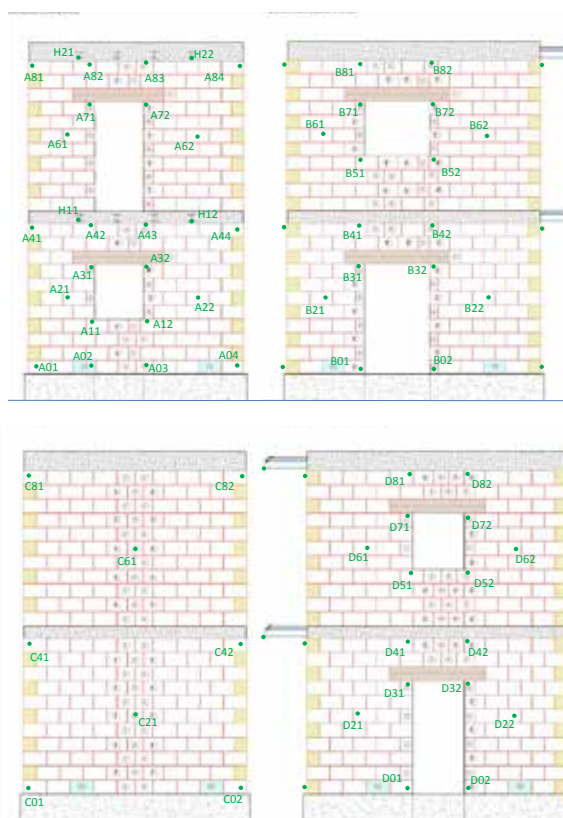 H21 H22 B81 B82
A81 A82 A83 A84
A71 A72 B71 B72
A61 A62 B61 B62
B51 B52
H11 H12
A41 A42 A43 A44 B41 B42
A31 A32 B31 B32
A21 A22 B21 B22
A11 A12
A01 A02 A03 A04 B01 B02
C81 C82 D81 D82
D71 D72
C61 D61 D62
D51 D52
C41 C42 D41 D42
D31 D32
C21 D21 D22
C01 C02 D01 D02